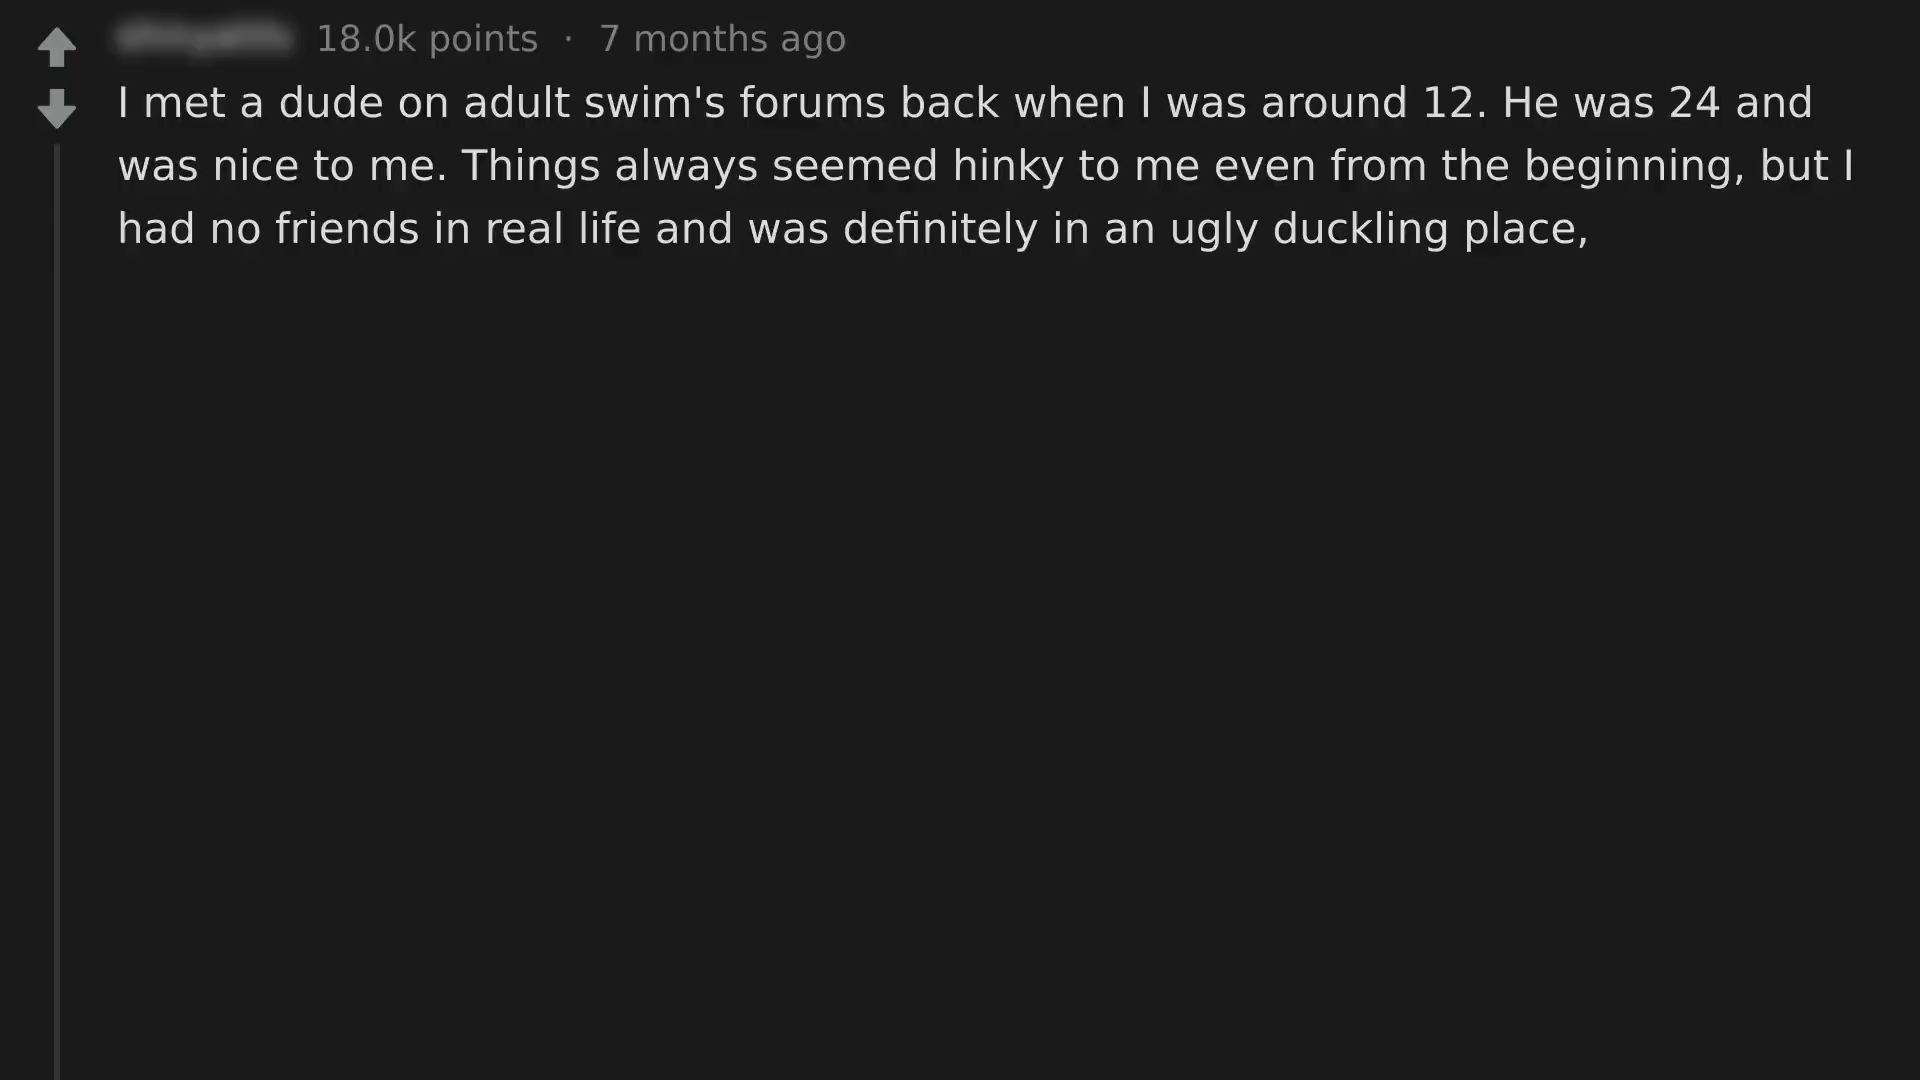 18.0k points · 7 months ago
I met a dude on adult swim's forums back when I was around 12. He was 24 and
was nice to me. Things always seemed hinky to me even from the beginning, but I
had no friends in real life and was definitely in an ugly duckling place,